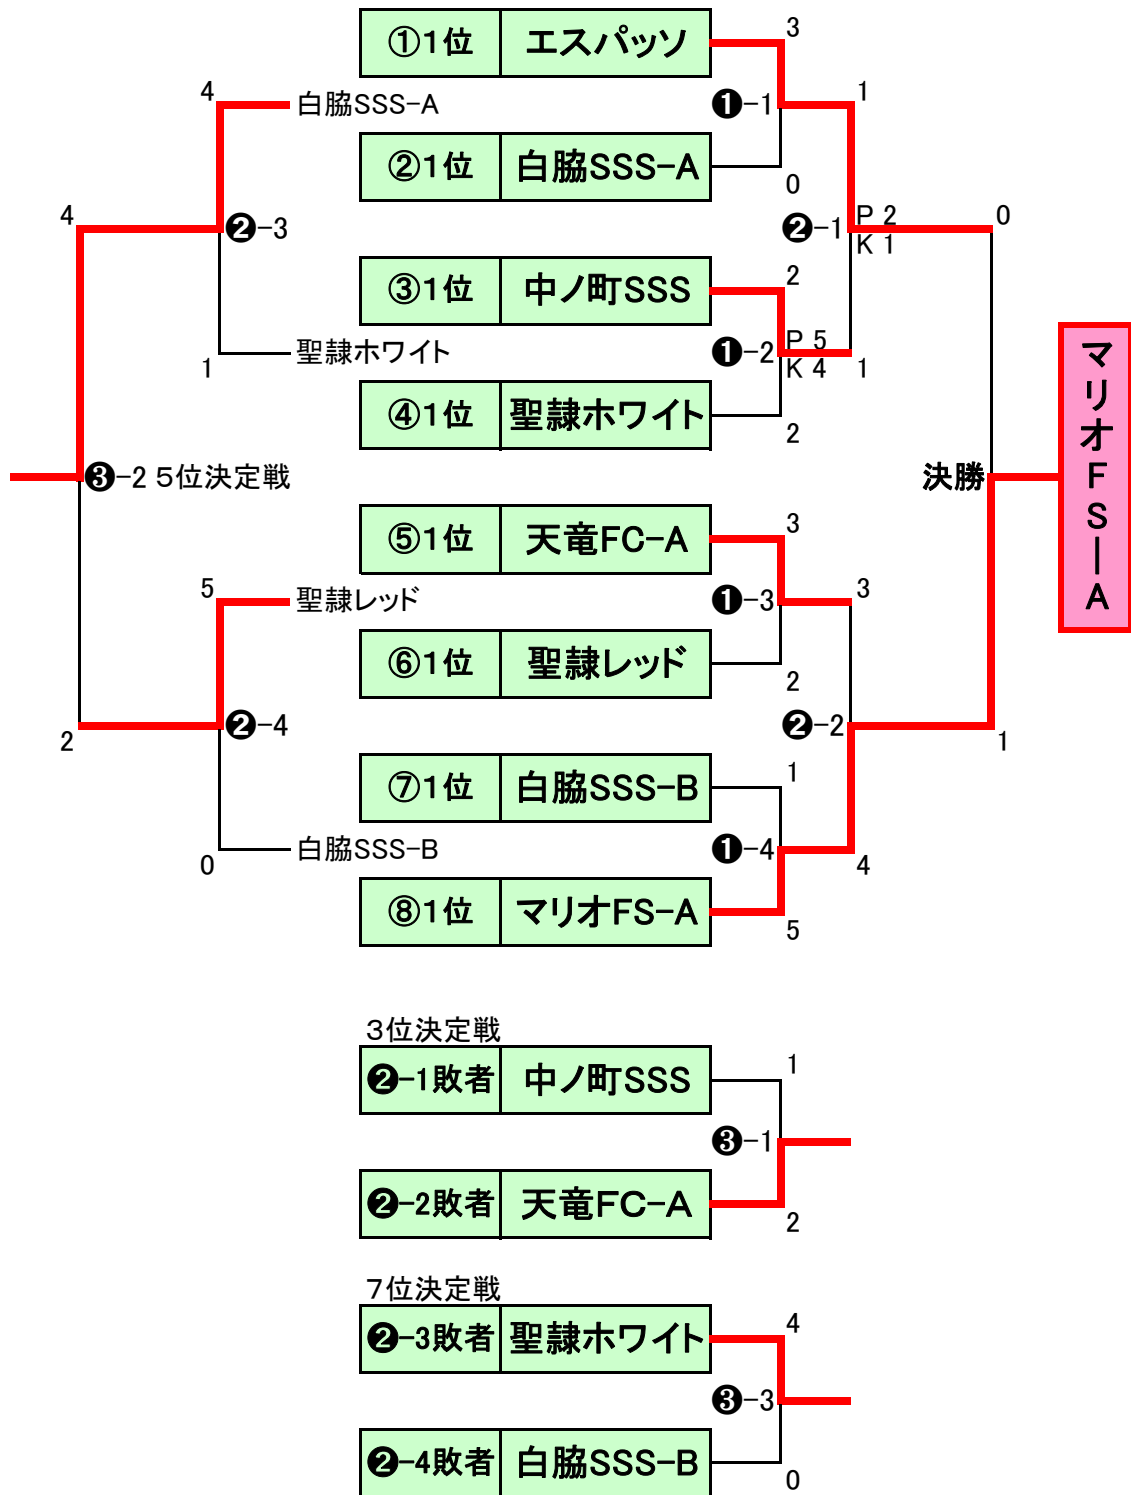 ①1位 エスパッソ 3
4 白脇SSS-A ❶-1 1
②1位 白脇SSS-A 0
4 ❷-3 ❷-1 P 2 0
K 1
③1位 中ノ町SSS 2
1 聖隷ホワイト ❶-2 P 5 1
K 4
④1位 聖隷ホワイト 2
❸-2 5位決定戦 決勝 マリオFS-A
⑤1位 天竜FC-A 3
5 聖隷レッド ❶-3 3
⑥1位 聖隷レッド 2
2 ❷-4 ❷-2 1
⑦1位 白脇SSS-B 1
0 白脇SSS-B ❶-4 4
⑧1位 マリオFS-A 5
3位決定戦
❷-1敗者 中ノ町SSS 1
❸-1
❷-2敗者 天竜FC-A 2
7位決定戦
❷-3敗者 聖隷ホワイト 4
❸-3
❷-4敗者 白脇SSS-B 0